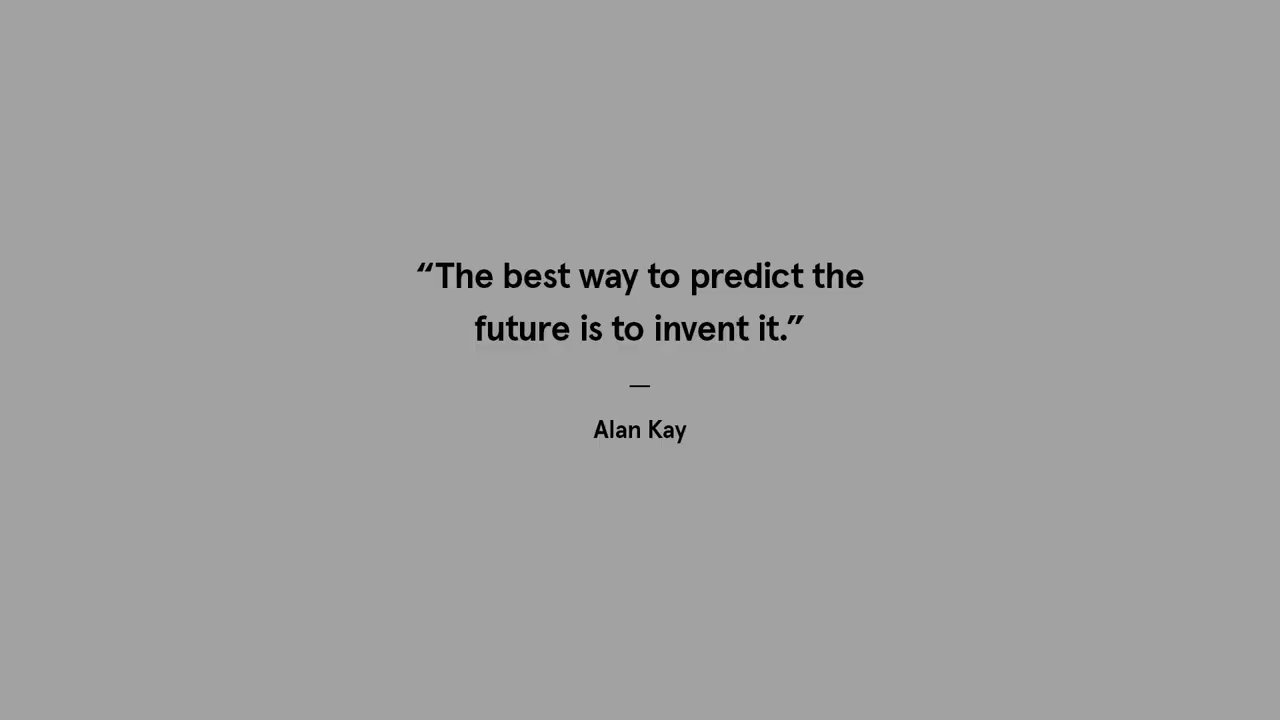 “The best way to predict the
future is to invent it.”
—
Alan Kay